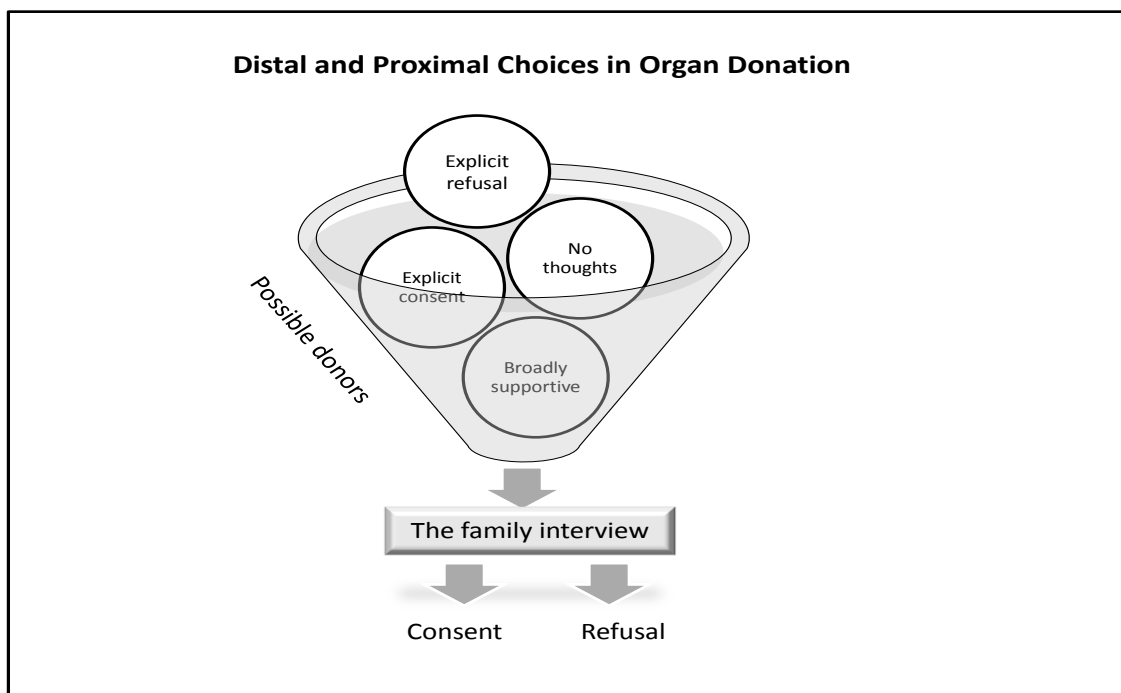 Distal and Proximal Choices in Organ Donation
Explicit
refusal
No
thoughts
Explicit
consent
Broadly
supportive
Possible donors
The family interview
Consent
Refusal